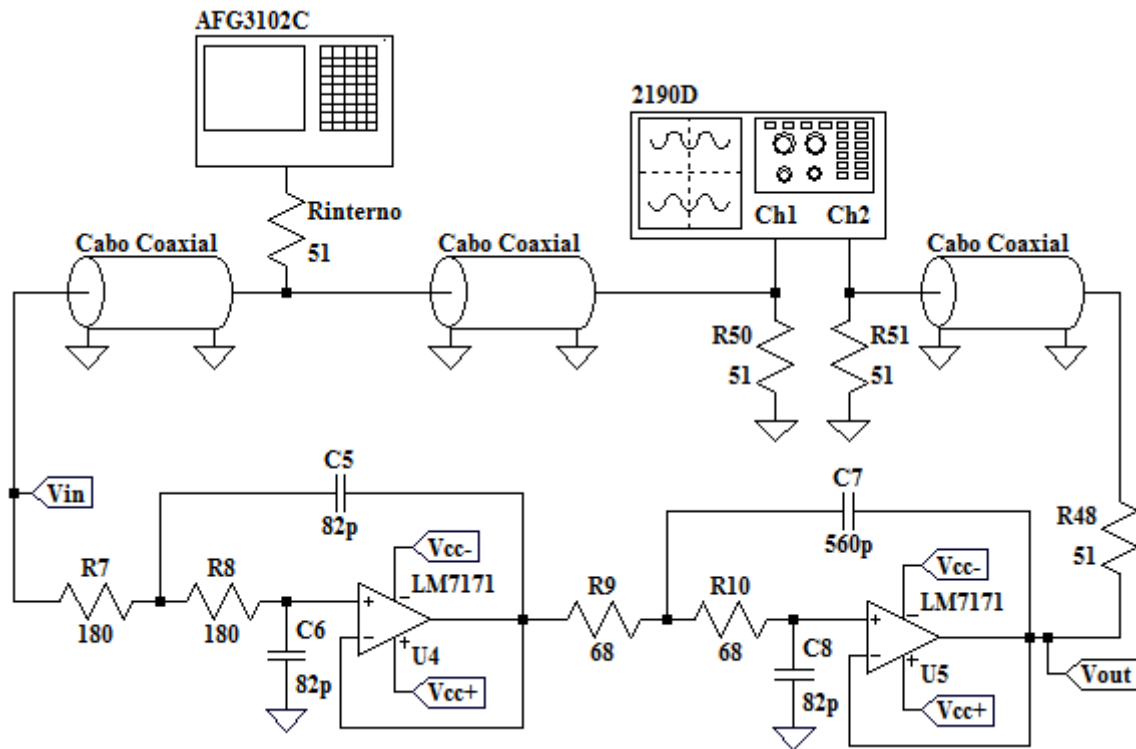 AFG3102C
2190D
Rinterno
51
Ch1 Ch2
Cabo Coaxial
Cabo Coaxial
Cabo Coaxial
R50
51
R51
51
Vin
C5
82p
C7
560p
R48
51
R7
180
R8
180
C6
82p
Vcc-
LM7171
+
-
-
+
U4
Vcc+
R9
68
R10
68
C8
82p
Vcc-
LM7171
+
-
-
+
U5
Vcc+
Vout